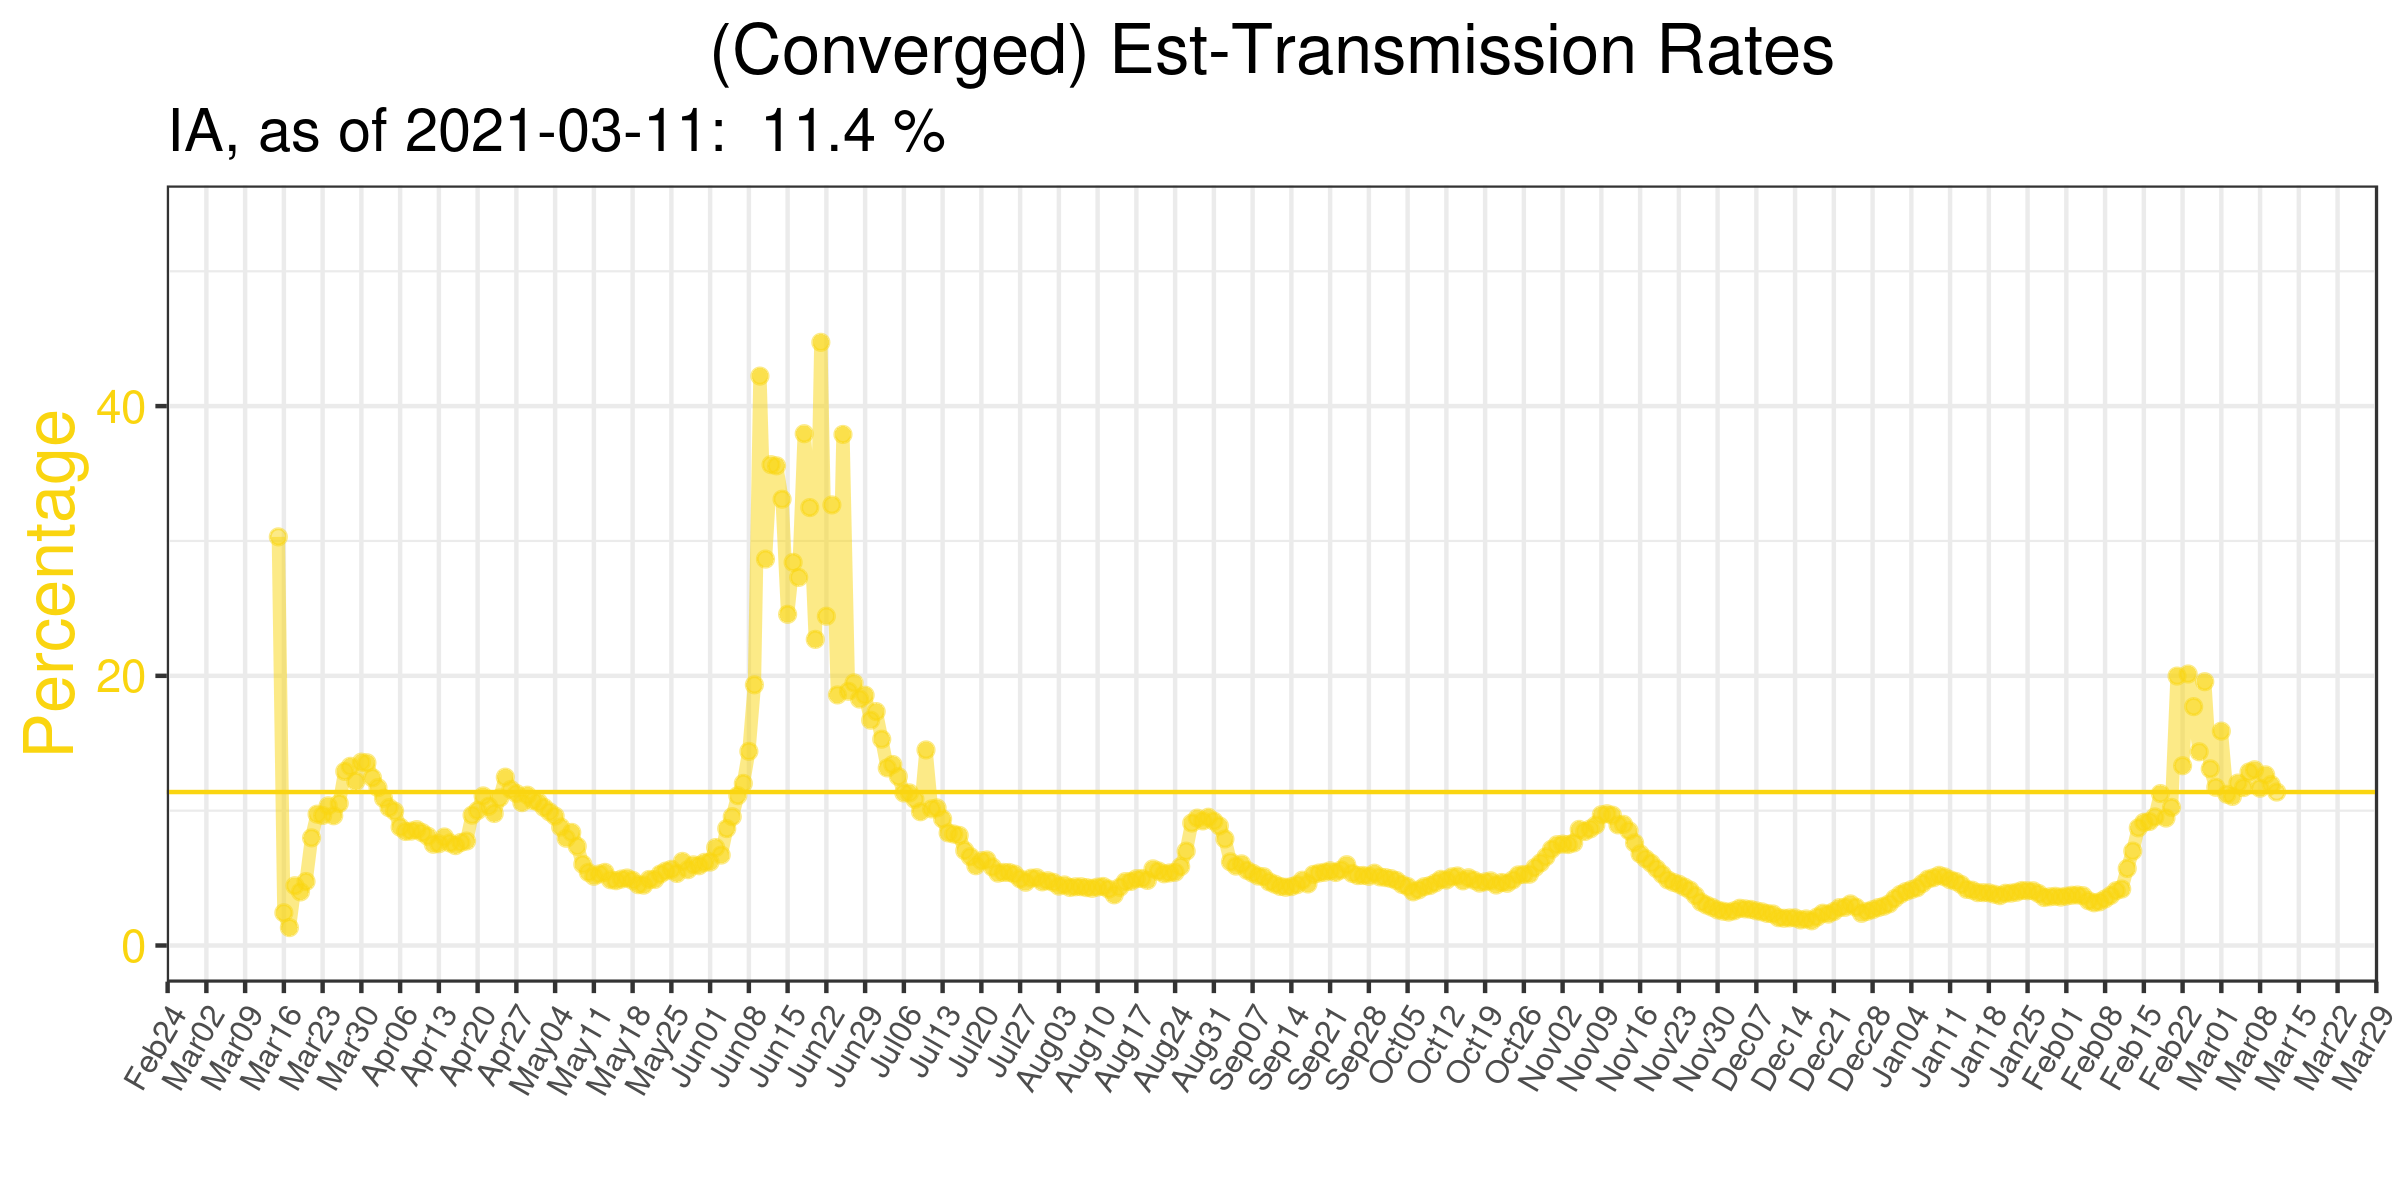 (Converged) Est-Transmission Rates
IA, as of 2021-03-11:  11.4 %
Percentage
40
20
0
Feb24
Mar02
Mar09
Mar16
Mar23
Mar30
Apr06
Apr13
Apr20
Apr27
May04
May11
May18
May25
Jun01
Jun08
Jun15
Jun22
Jun29
Jul06
Jul13
Jul20
Jul27
Aug03
Aug10
Aug17
Aug24
Aug31
Sep07
Sep14
Sep21
Sep28
Oct05
Oct12
Oct19
Oct26
Nov02
Nov09
Nov16
Nov23
Nov30
Dec07
Dec14
Dec21
Dec28
Jan04
Jan11
Jan18
Jan25
Feb01
Feb08
Feb15
Feb22
Mar01
Mar08
Mar15
Mar22
Mar29